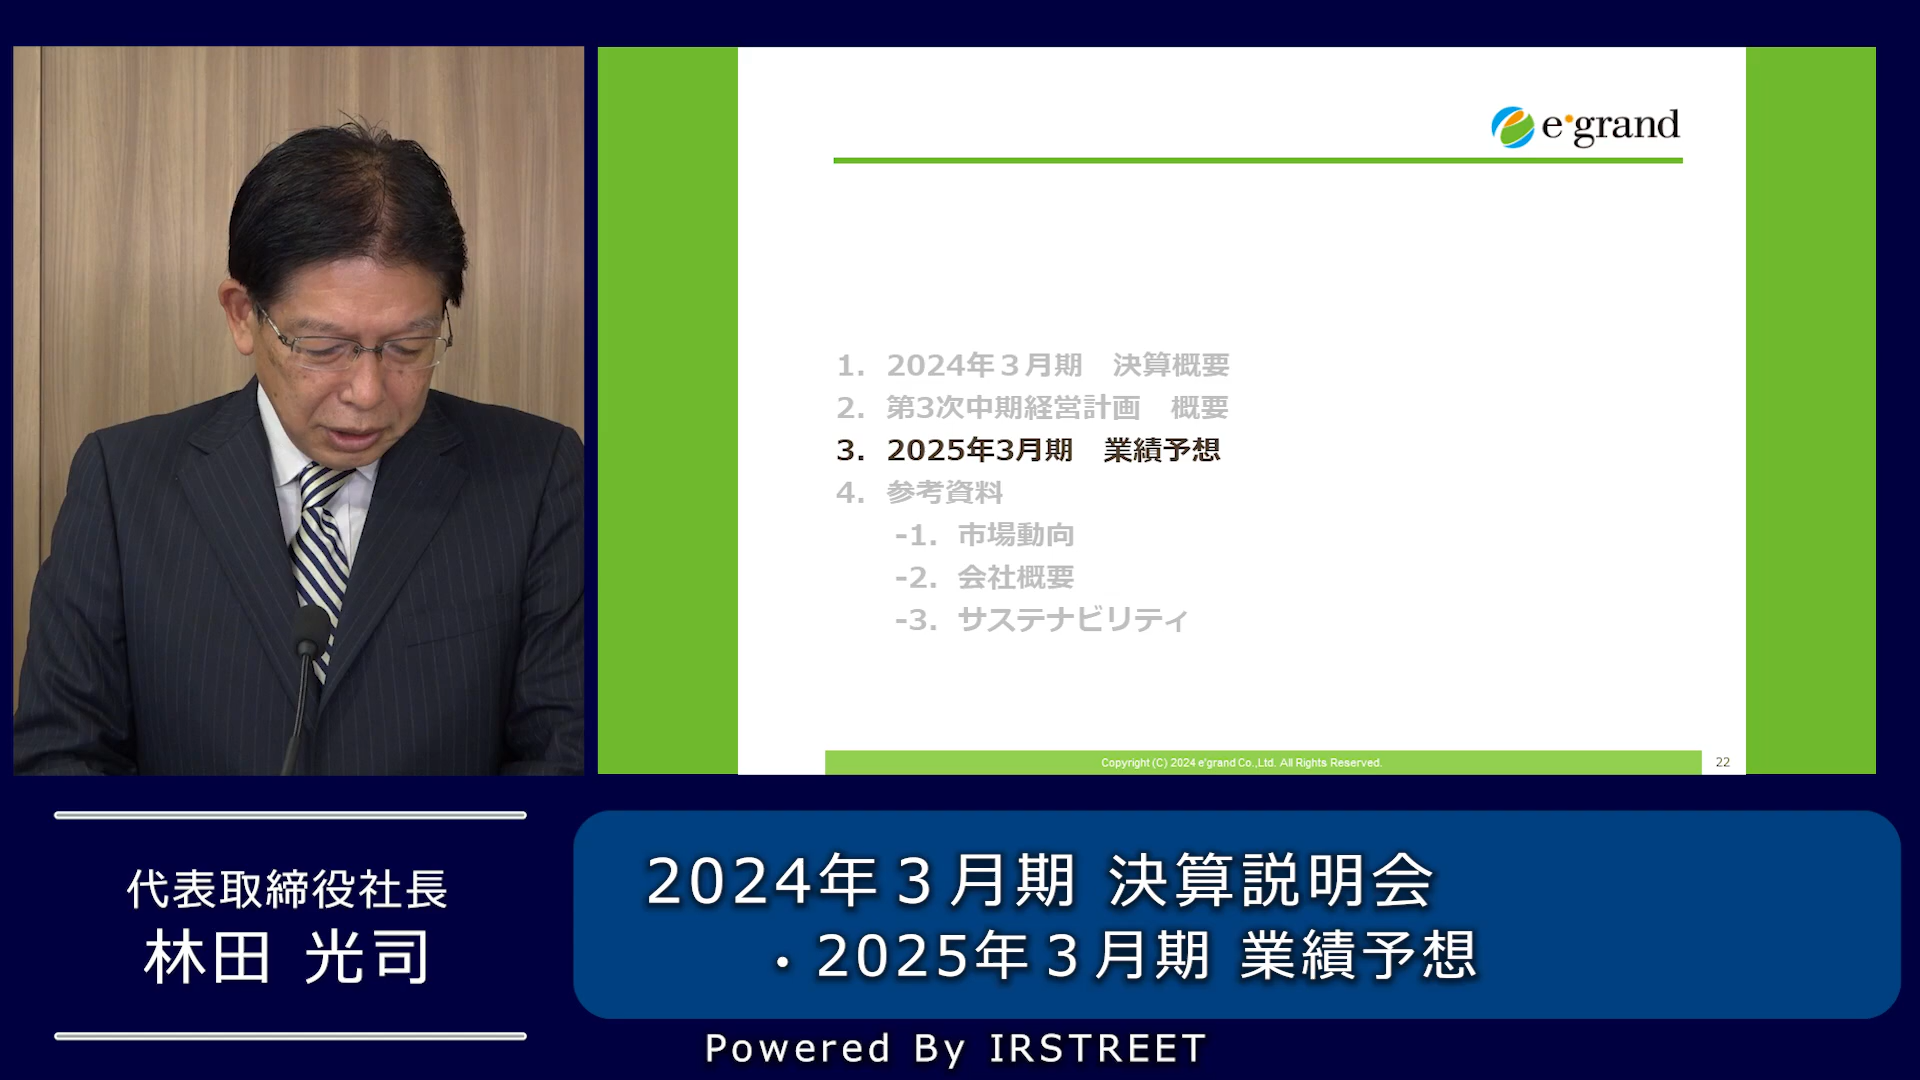 e'grand
1. 2024年３月期　決算概要
2. 第3次中期経営計画　概要
3. 2025年3月期　業績予想
4. 参考資料
-1. 市場動向
-2. 会社概要
-3. サステナビリティ
Copyright (C) 2024 e'grand Co.,Ltd. All Rights Reserved.
22
代表取締役社長
林田 光司
2024年３月期 決算説明会
・2025年３月期 業績予想
Powered By IRSTREET